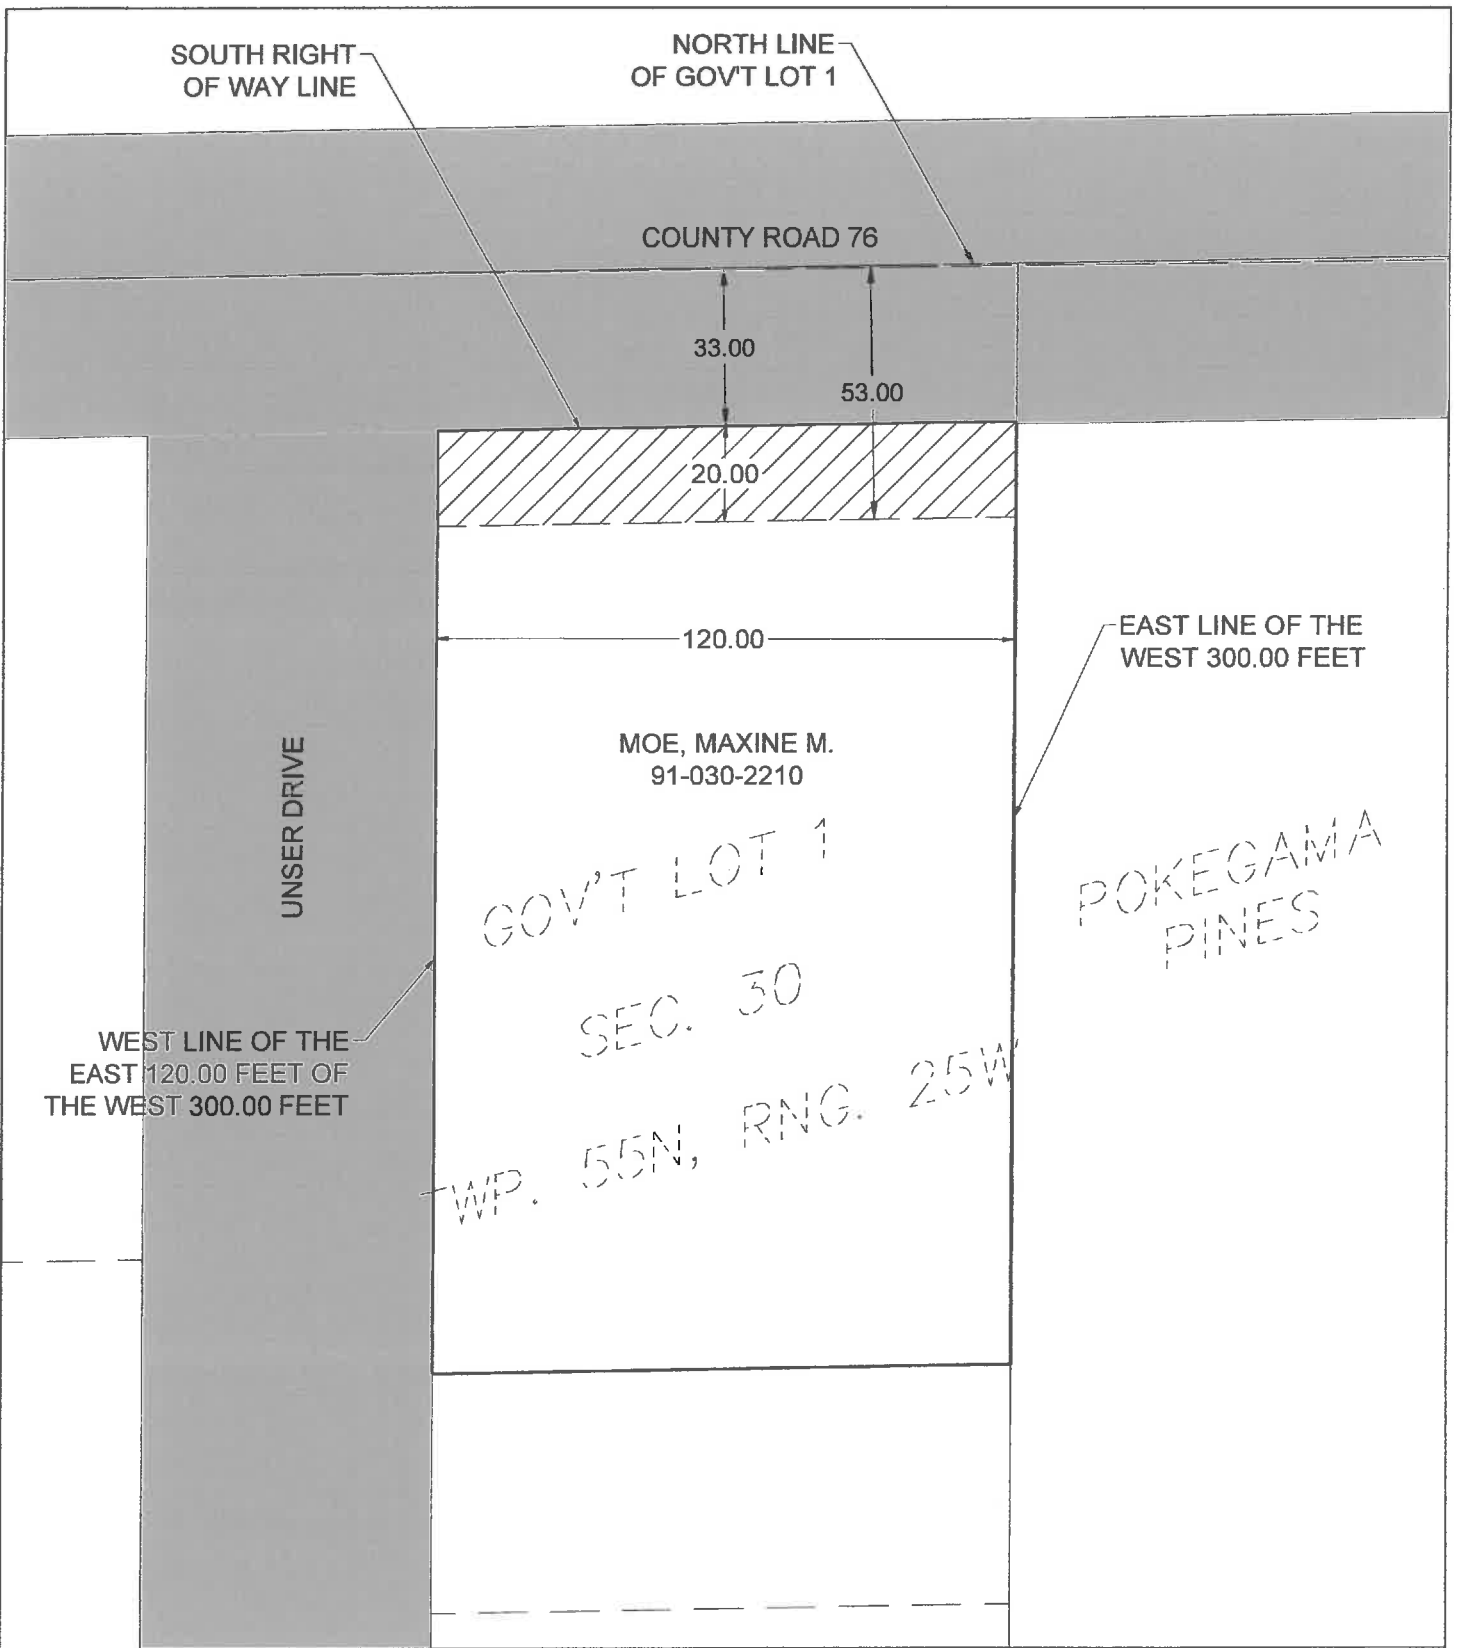 SOUTH RIGHT
OF WAY LINE
NORTH LINE
OF GOV'T LOT 1
COUNTY ROAD 76
33.00
53.00
20.00
120.00
EAST LINE OF THE
WEST 300.00 FEET
MOE, MAXINE M.
91-030-2210
UNSER DRIVE
GOV'T LOT 1
SEC. 30
TWP. 55N, RNG. 25W
POKEGAMA
PINES
WEST LINE OF THE
EAST 120.00 FEET OF
THE WEST 300.00 FEET